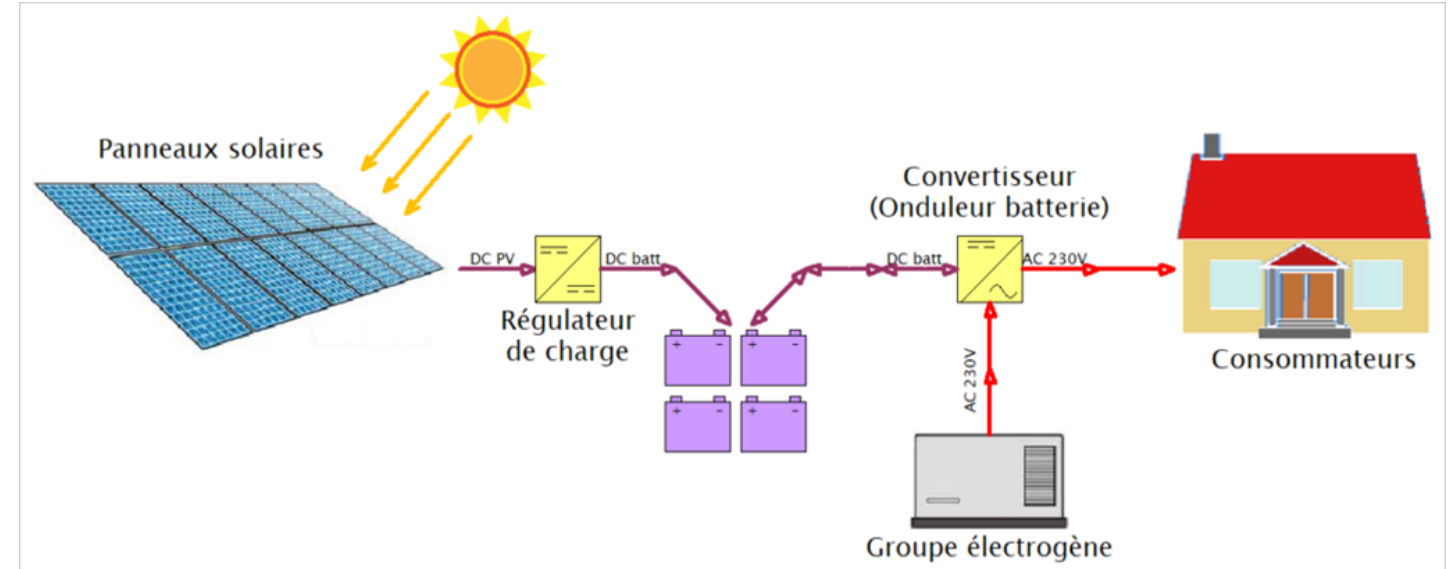 Panneaux solaires
Convertisseur
(Onduleur batterie)
DC PV
DC batt
DC batt
AC 230V
Régulateur
de charge
+ -
+ -
+ -
+ -
AC 230V
Consommateurs
Groupe électrogène